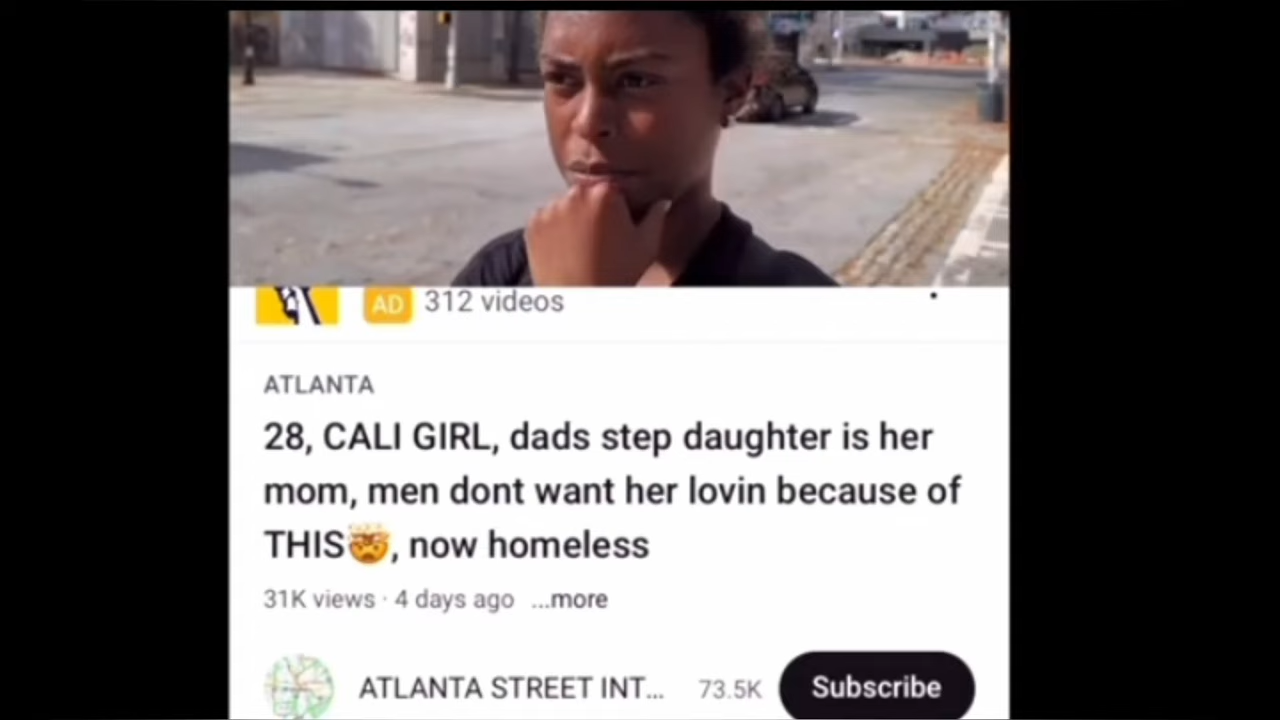 AD 312 videos
ATLANTA
28, CALI GIRL, dads step daughter is her
mom, men dont want her lovin because of
THIS🤯, now homeless
31K views · 4 days ago ...more
ATLANTA STREET INT... 73.5K Subscribe